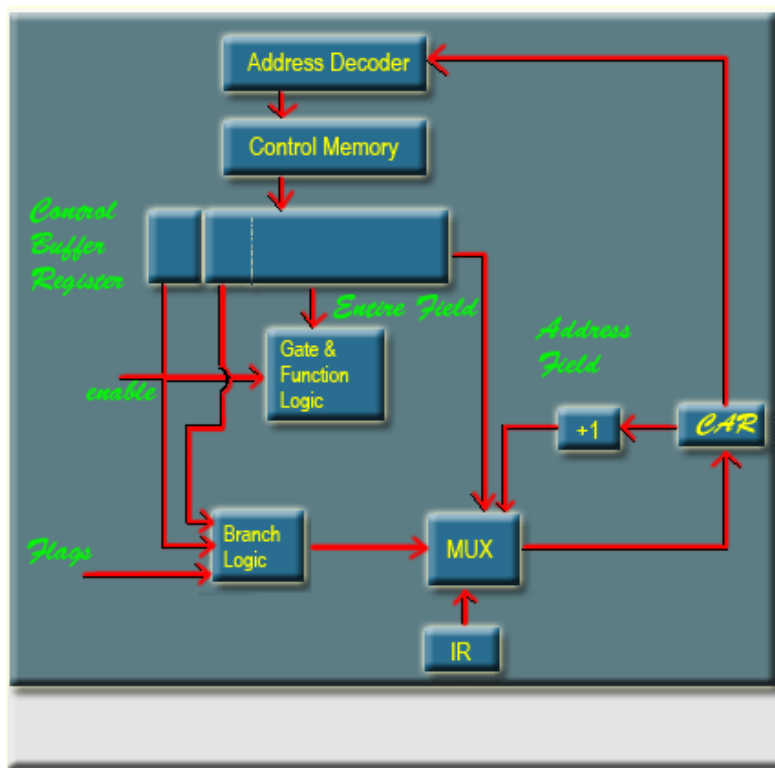 Address Decoder
Control Memory
Control
Buffer
Register
Entire Field
Gate &
Function
Logic
enable
Address
Field
+1
CAR
Branch
Logic
Flags
MUX
IR